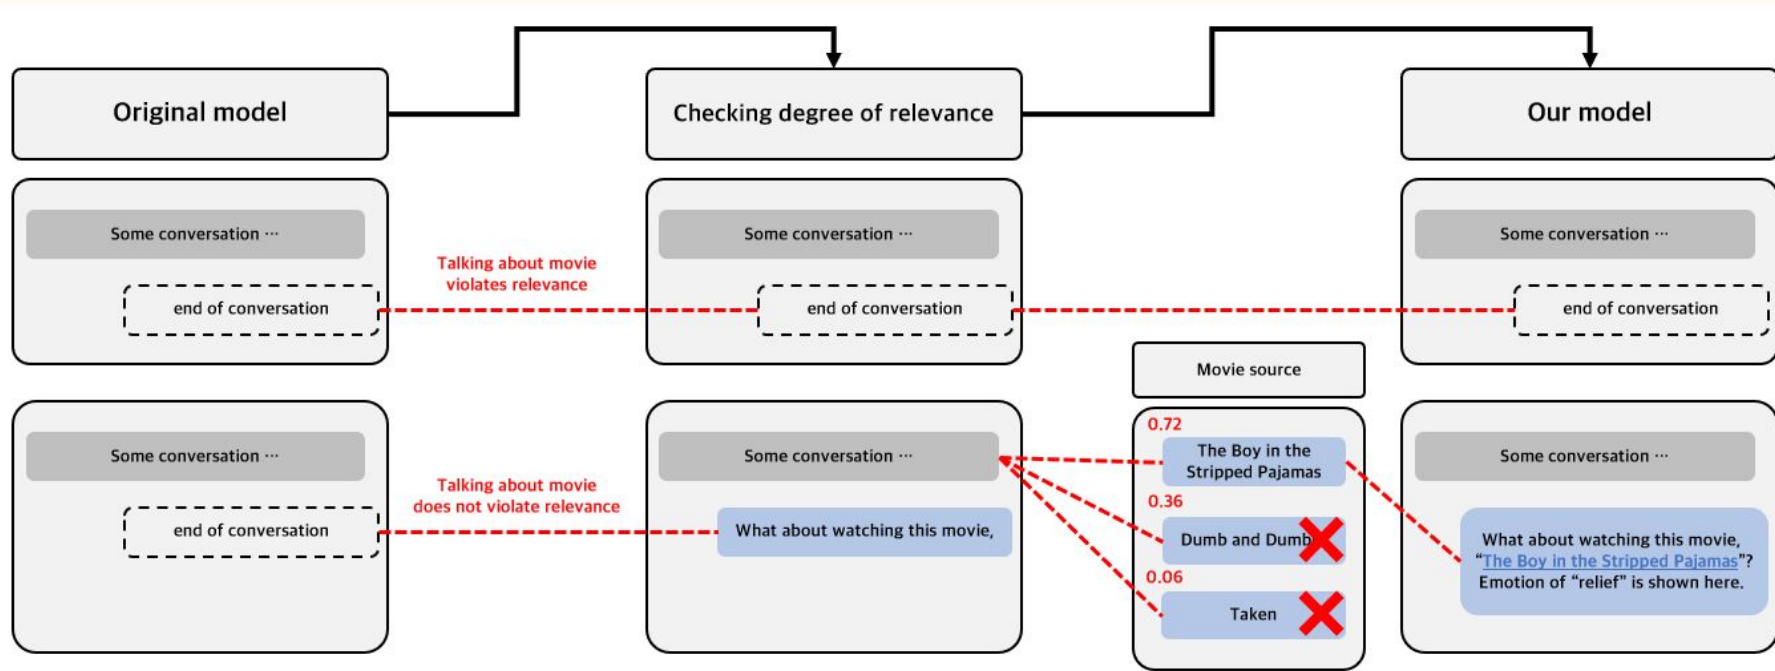 Original model
Checking degree of relevance
Our model
Some conversation ···
end of conversation
Talking about movie
violates relevance
Some conversation ···
end of conversation
Some conversation ···
end of conversation
Movie source
Some conversation ···
end of conversation
Talking about movie
does not violate relevance
Some conversation ···
What about watching this movie,
0.72
The Boy in the
Stripped Pajamas
0.36
Dumb and Dumb
0.06
Taken
Some conversation ···
What about watching this movie,
“The Boy in the Stripped Pajamas”?
Emotion of “relief” is shown here.